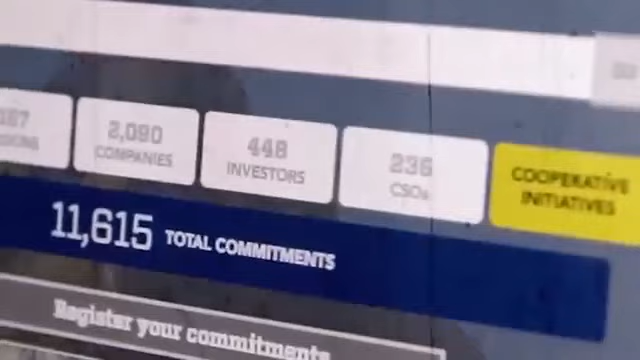 2,090
COMPANIES
448
INVESTORS
236
CSOs
COOPERATIVE
INITIATIVES
11,615 TOTAL COMMITMENTS
Register your commitments